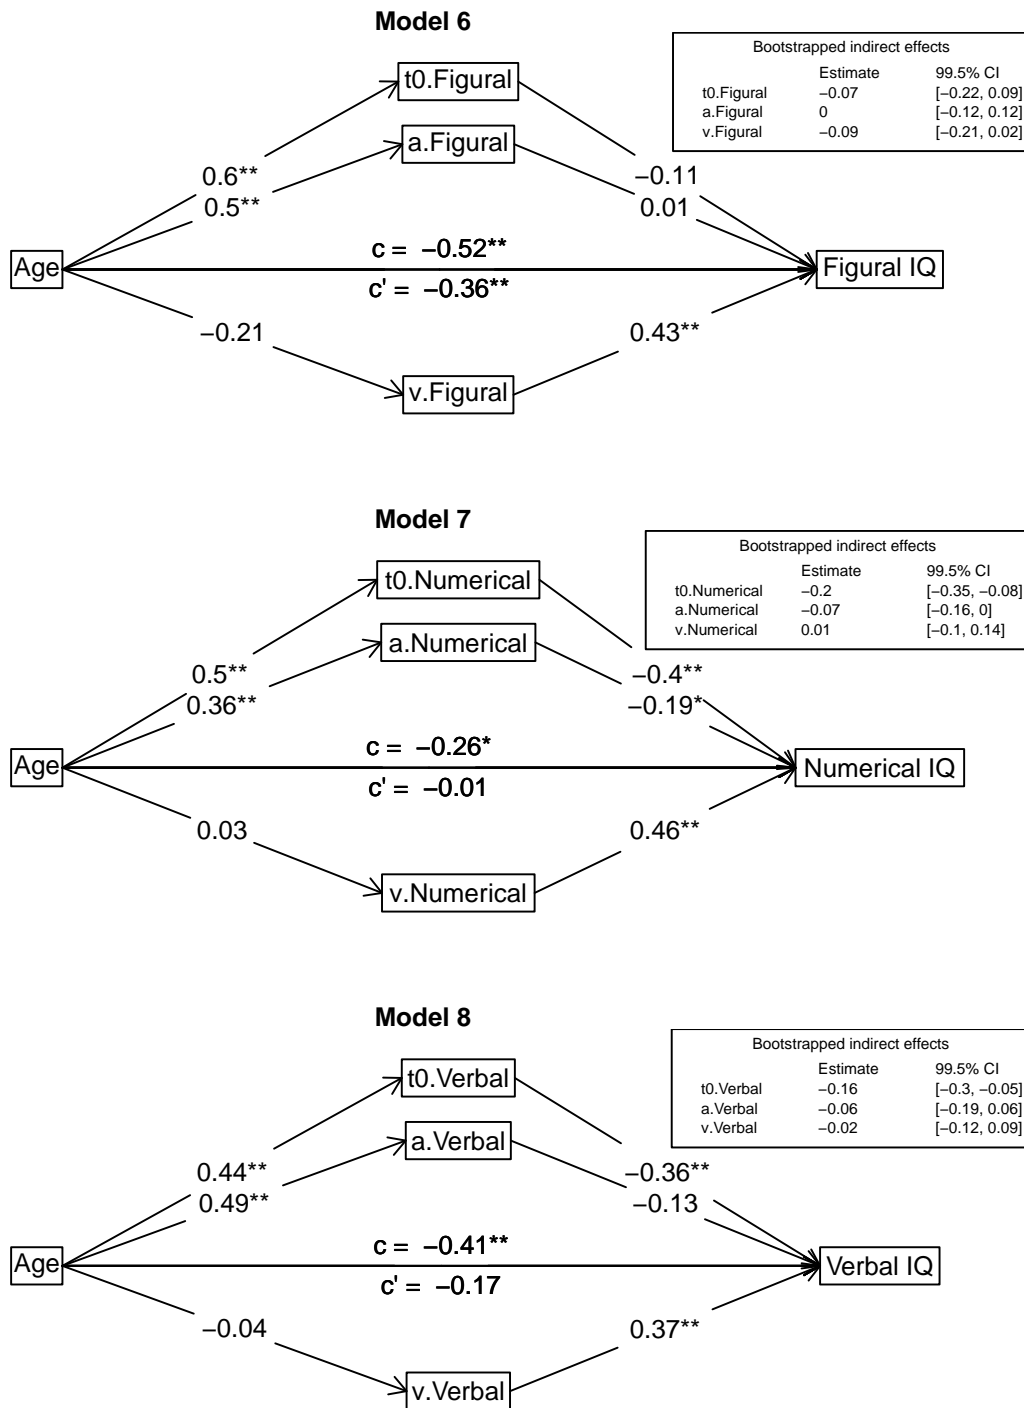 Model 6
Bootstrapped indirect effects
Estimate 99.5% CI
t0.Figural −0.07 [−0.22, 0.09]
a.Figural 0 [−0.12, 0.12]
v.Figural −0.09 [−0.21, 0.02]
t0.Figural
a.Figural
0.6** −0.11
0.5** 0.01
c = −0.52**
Age Figural IQ
c' = −0.36**
−0.21 0.43**
v.Figural
Model 7
Bootstrapped indirect effects
Estimate 99.5% CI
t0.Numerical −0.2 [−0.35, −0.08]
a.Numerical −0.07 [−0.16, 0]
v.Numerical 0.01 [−0.1, 0.14]
t0.Numerical
a.Numerical
0.5** −0.4**
0.36** −0.19*
c = −0.26*
Age Numerical IQ
c' = −0.01
0.03 0.46**
v.Numerical
Model 8
Bootstrapped indirect effects
Estimate 99.5% CI
t0.Verbal −0.16 [−0.3, −0.05]
a.Verbal −0.06 [−0.19, 0.06]
v.Verbal −0.02 [−0.12, 0.09]
t0.Verbal
a.Verbal
0.44** −0.36**
0.49** −0.13
c = −0.41**
Age Verbal IQ
c' = −0.17
−0.04 0.37**
v.Verbal